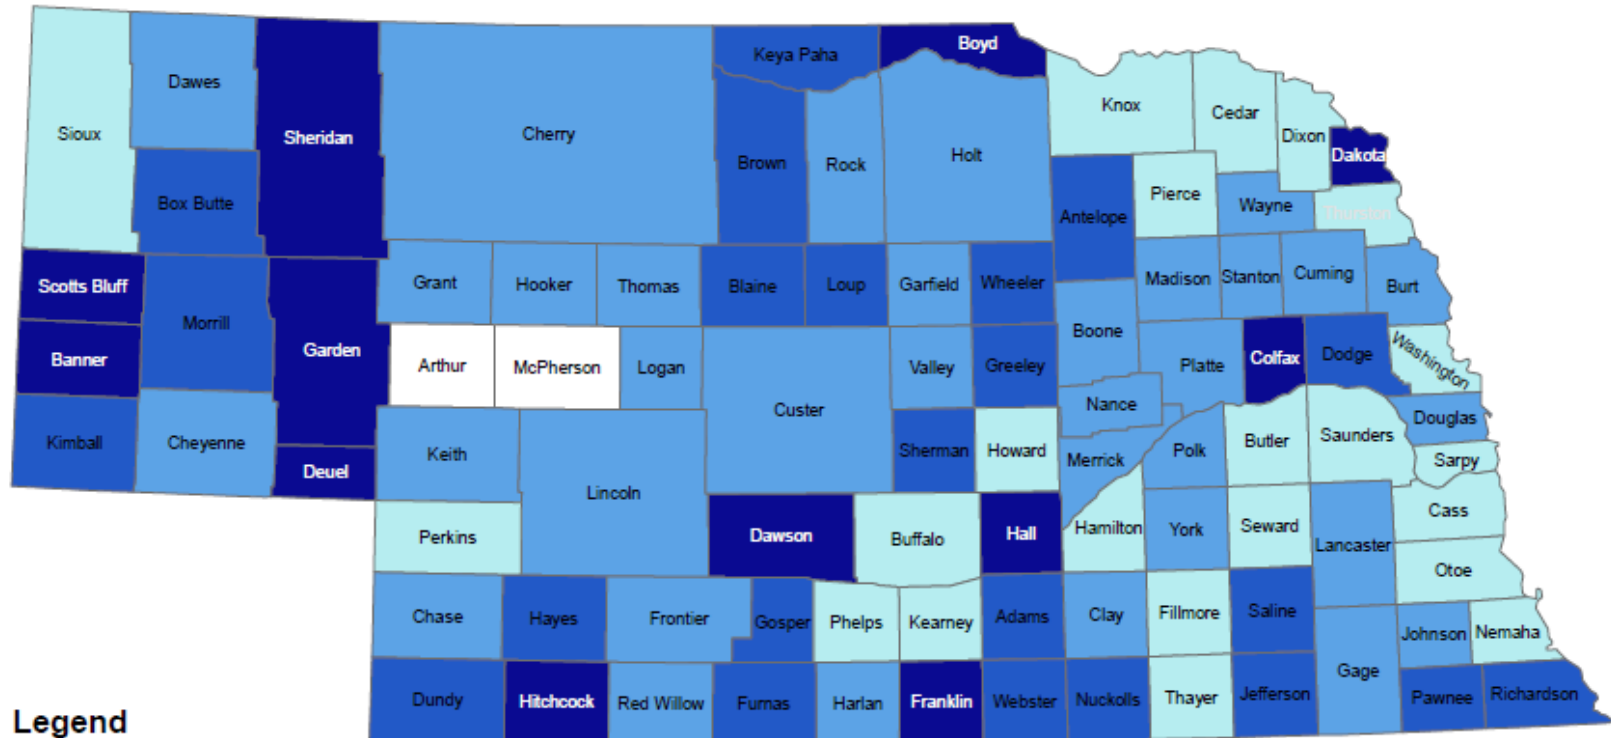 Boyd
Keya Paha
Dawes
Knox
Cedar
Sioux
Sheridan
Cherry
Dixon
Dakota
Brown
Rock
Holt
Pierce
Box Butte
Wayne
Thurston
Antelope
Scotts Bluff
Grant
Hooker
Thomas
Blaine
Loup
Garfield
Wheeler
Madison
Stanton
Cuming
Burt
Morrill
Boone
Banner
Garden
Arthur
McPherson
Logan
Valley
Greeley
Platte
Colfax
Dodge
Washington
Custer
Nance
Kimball
Cheyenne
Keith
Sherman
Howard
Merrick
Polk
Butler
Saunders
Douglas
Deuel
Lincoln
Sarpy
Perkins
Dawson
Buffalo
Hall
Hamilton
York
Seward
Lancaster
Cass
Otoe
Chase
Hayes
Frontier
Gosper
Phelps
Kearney
Adams
Clay
Fillmore
Saline
Johnson
Nemaha
Gage
Dundy
Hitchcock
Red Willow
Furnas
Harlan
Franklin
Webster
Nuckolls
Thayer
Jefferson
Pawnee
Richardson
Legend